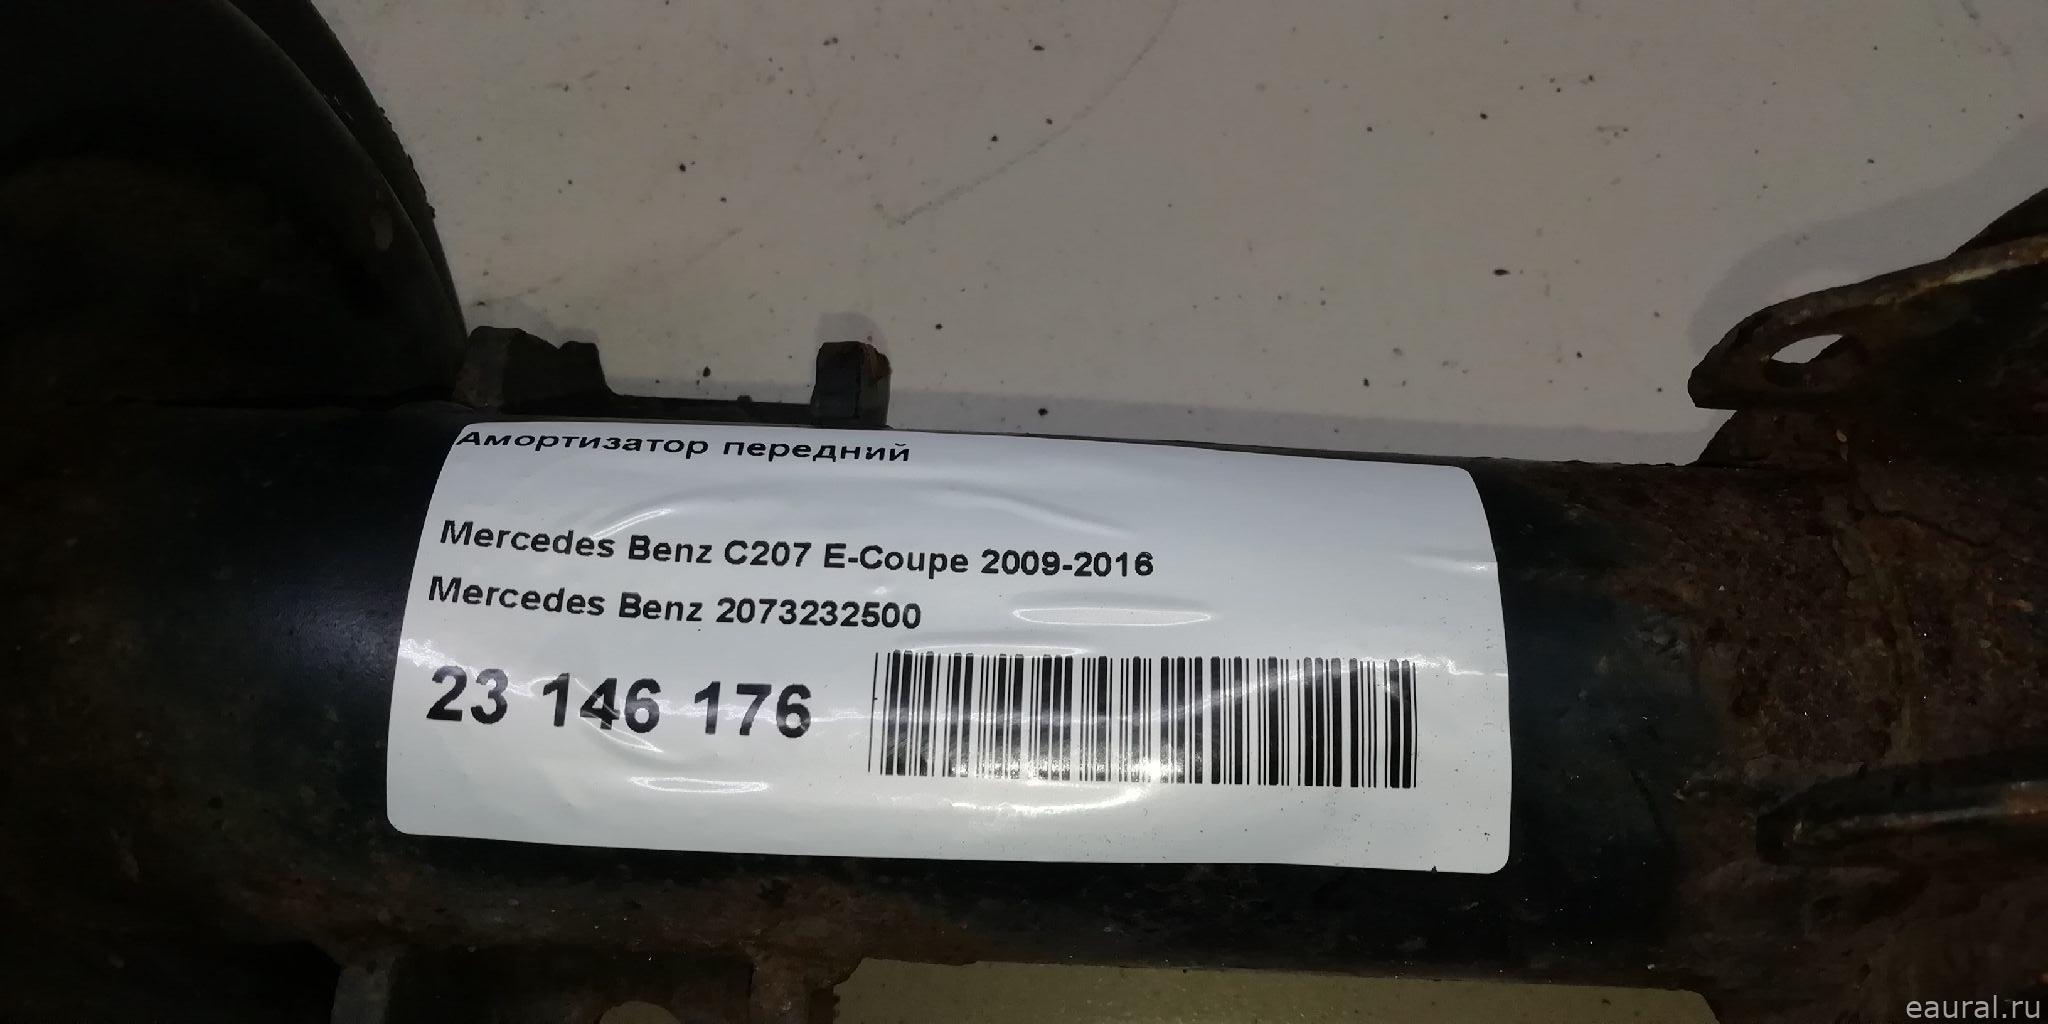 Амортизатор передний
Mercedes Benz C207 E-Coupe 2009-2016
Mercedes Benz 2073232500
23 146 176
eaural.ru